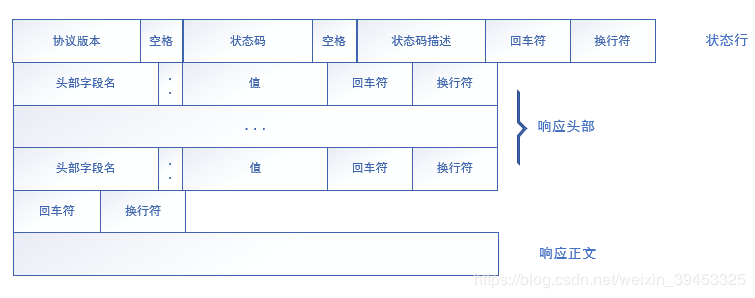 协议版本 空格 状态码 空格 状态码描述 回车符 换行符 状态行
头部字段名 : 值 回车符 换行符
... 响应头部
头部字段名 : 值 回车符 换行符
回车符 换行符
响应正文
https://blog.csdn.net/weixin_39453325